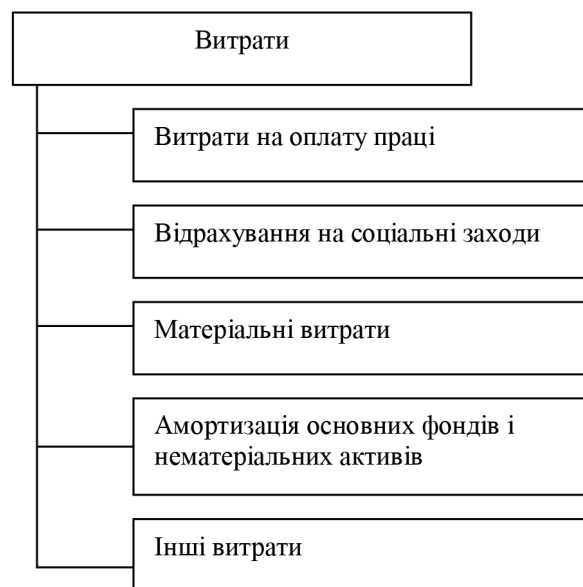 Витрати
Витрати на оплату праці
Відрахування на соціальні заходи
Матеріальні витрати
Амортизація основних фондів і
нематеріальних активів
Інші витрати